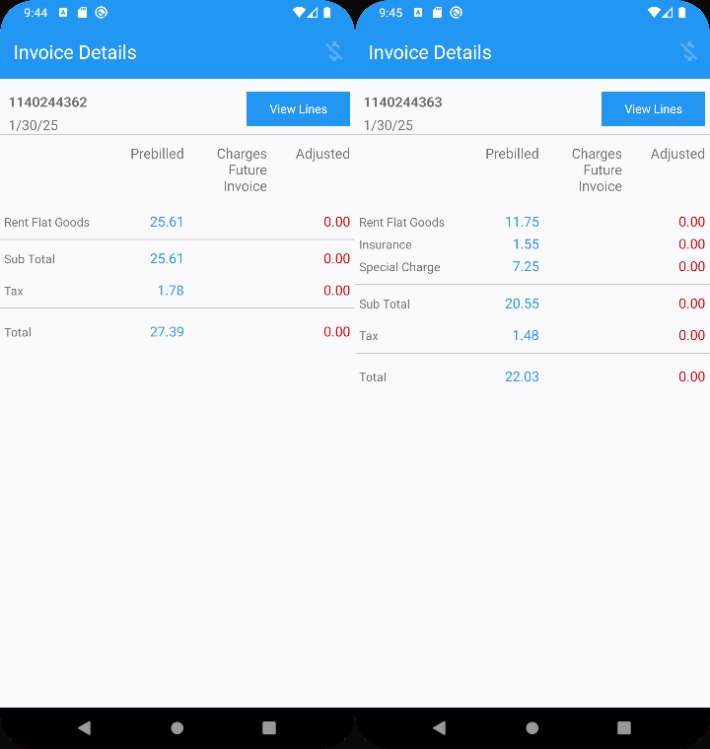 9:44
Invoice Details
1140244362
View Lines
1/30/25
Prebilled Charges Future Invoice Adjusted
Rent Flat Goods 25.61 0.00
Sub Total 25.61 0.00
Tax 1.78 0.00
Total 27.39 0.00
9:45
Invoice Details
1140244363
View Lines
1/30/25
Prebilled Charges Future Invoice Adjusted
Rent Flat Goods 11.75 0.00
Insurance 1.55 0.00
Special Charge 7.25 0.00
Sub Total 20.55 0.00
Tax 1.48 0.00
Total 22.03 0.00